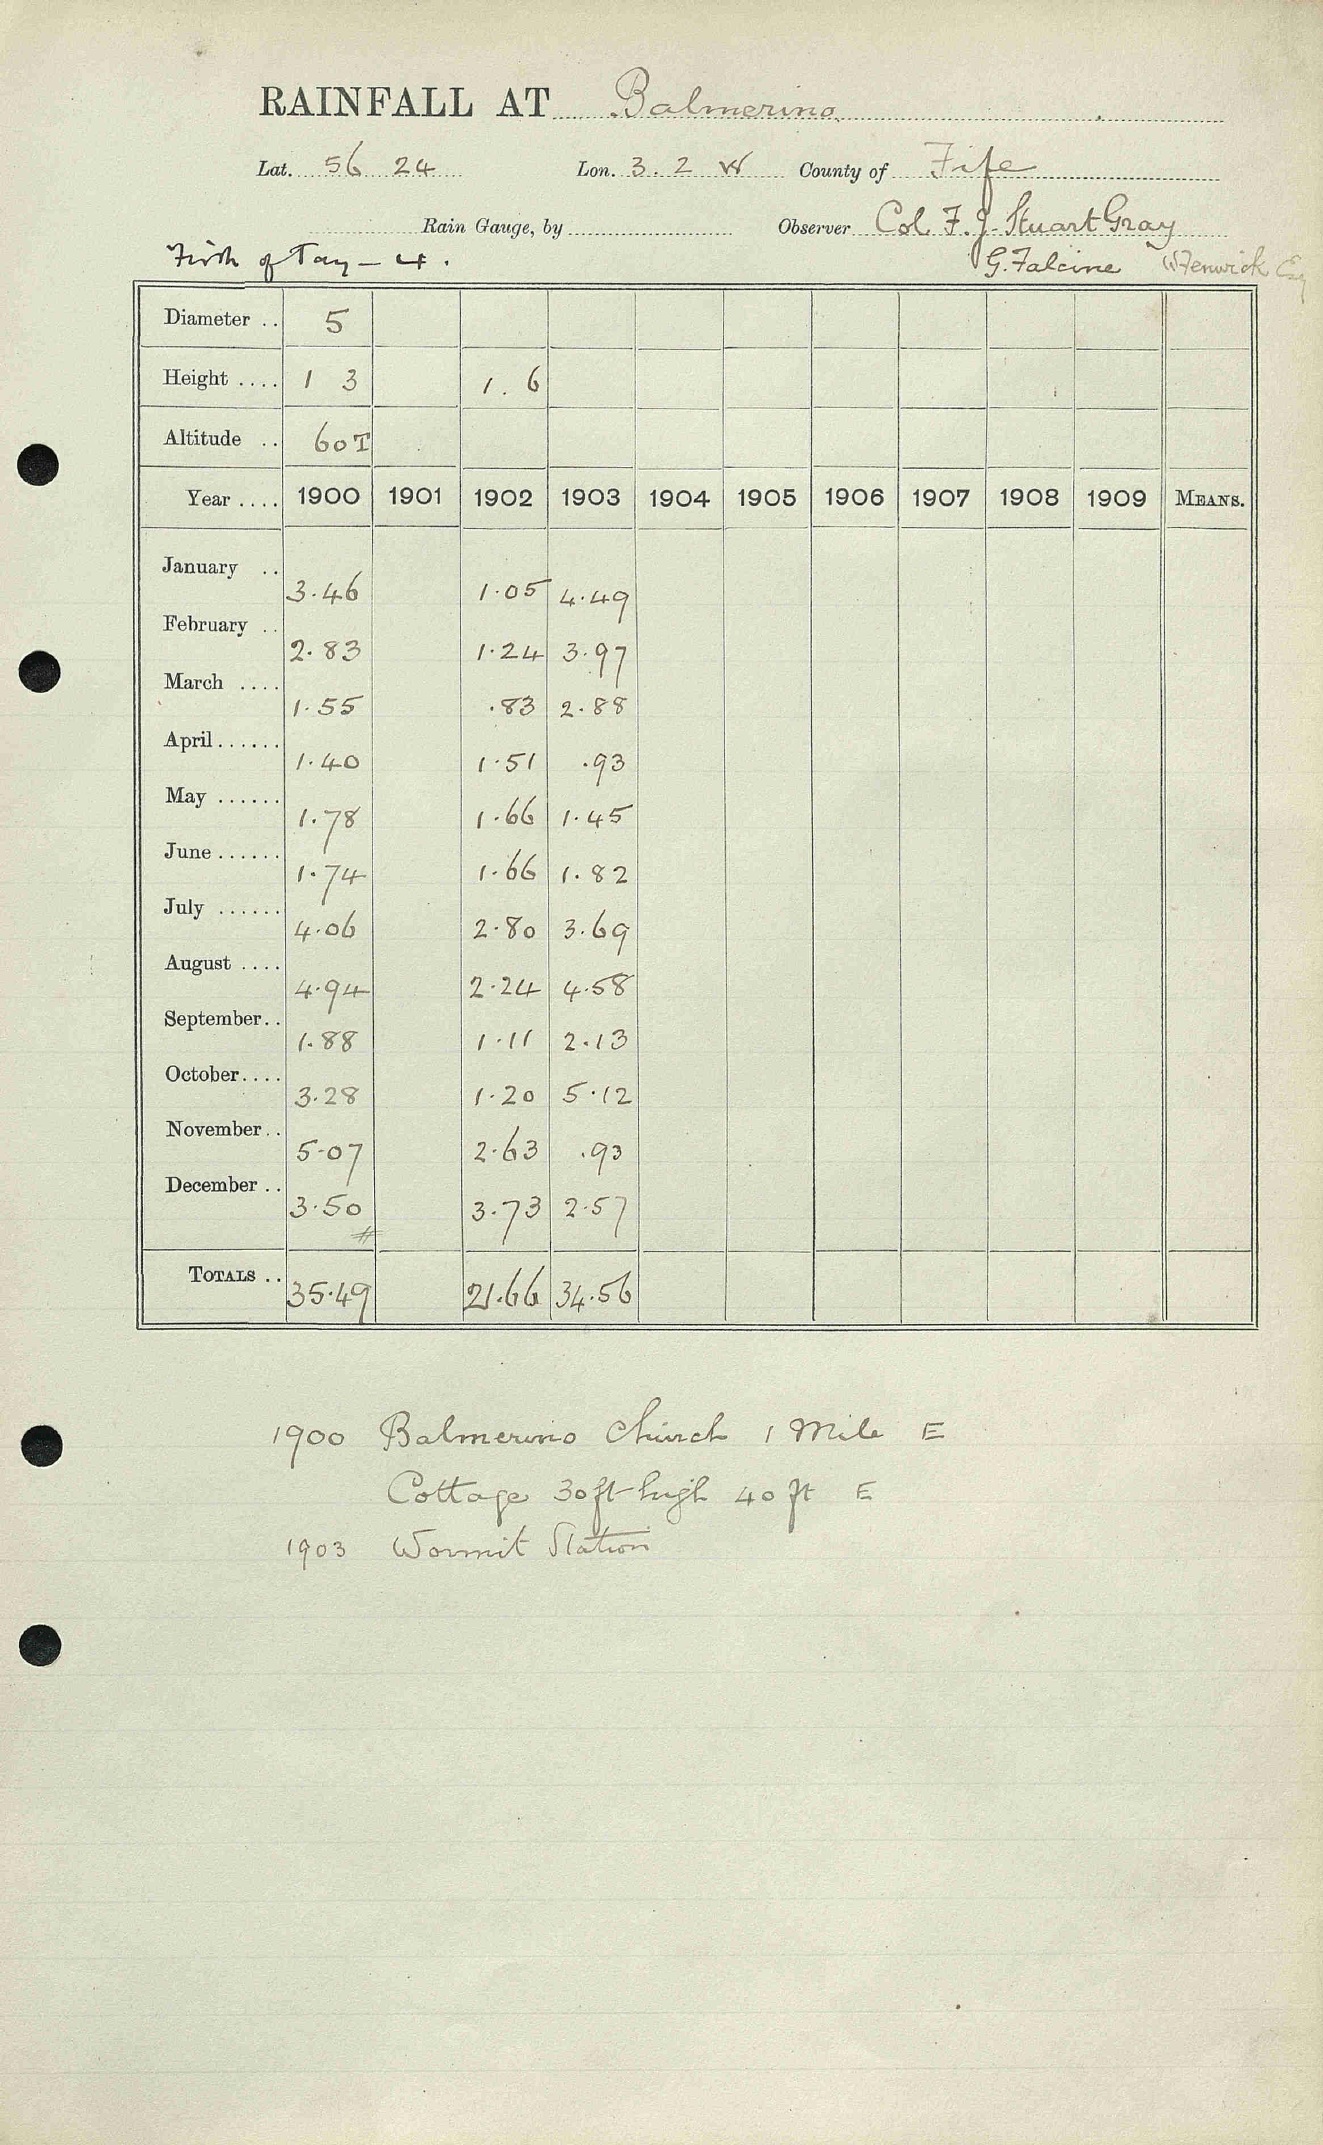 RAINFALL AT Balmerino
Lat. 56 24 Lon. 3. 2 W County of Fife
Rain Gauge, by Observer Col. F. J. Stuart Gray
Firth of Tay – 4. G. Falcine W Fenwick Esq
Diameter .. 5
Height .... 1 3 1. 6
Altitude .. 60 T
Year .... 1900 1901 1902 1903 1904 1905 1906 1907 1908 1909 MEANS.
January .. 3.46 1.05 4.49
February .. 2.83 1.24 3.97
March .... 1.55 .83 2.88
April ...... 1.40 1.51 .93
May ...... 1.78 1.66 1.45
June ...... 1.74 1.66 1.82
July ...... 4.06 2.80 3.69
August .... 4.94 2.24 4.58
September .. 1.88 1.11 2.13
October .... 3.28 1.20 5.12
November .. 5.07 2.63 .93
December .. 3.50 3.73 2.57
#
TOTALS .. 35.49 21.66 34.56
1900 Balmerino Church 1 Mile E
Cottage 30ft high 40 ft E
1903 Wormit Station